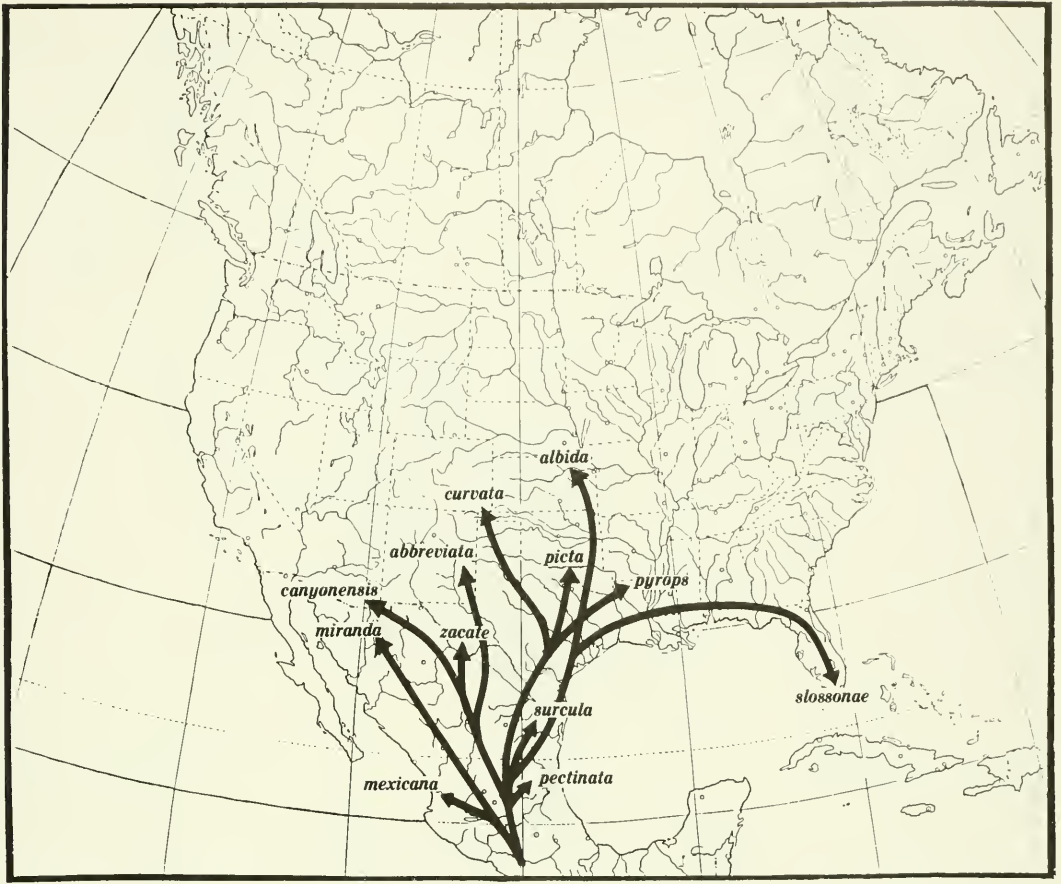 albida
curvata
abbreviata
picta
canyonensis
pyrops
miranda
zacate
slossonae
surcula
mexicana
pectinata